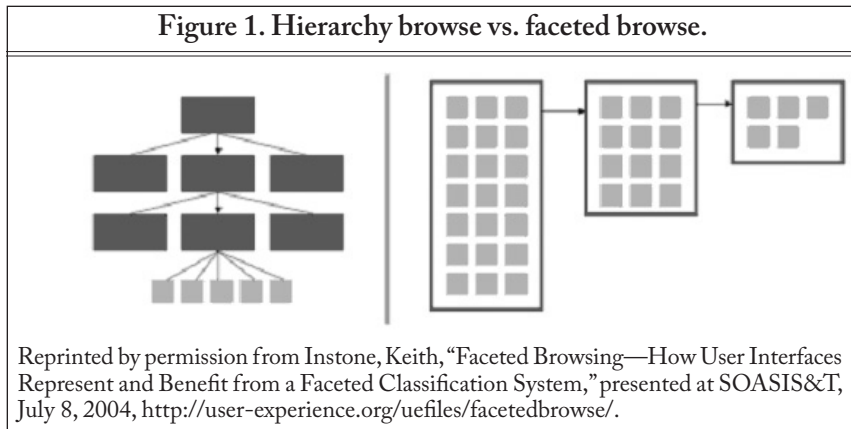 Figure 1. Hierarchy browse vs. faceted browse.
Reprinted by permission from Instone, Keith, “Faceted Browsing—How User Interfaces
Represent and Benefit from a Faceted Classification System,” presented at SOASIS&T,
July 8, 2004, http://user-experience.org/uefiles/facetedbrowse/.